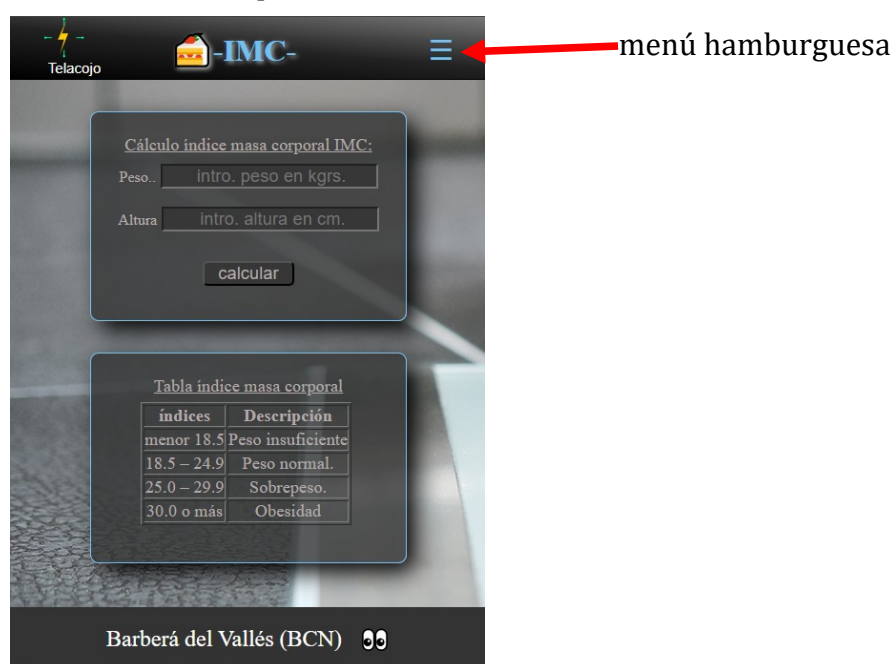 Telacojo
-IMC-
menú hamburguesa
Cálculo índice masa corporal IMC:
Peso.. intro. peso en kgrs.
Altura intro. altura en cm.
calcular
Tabla índice masa corporal
índices Descripción
menor 18.5 Peso insuficiente
18.5 – 24.9 Peso normal.
25.0 – 29.9 Sobrepeso.
30.0 o más Obesidad
Barberá del Vallés (BCN)